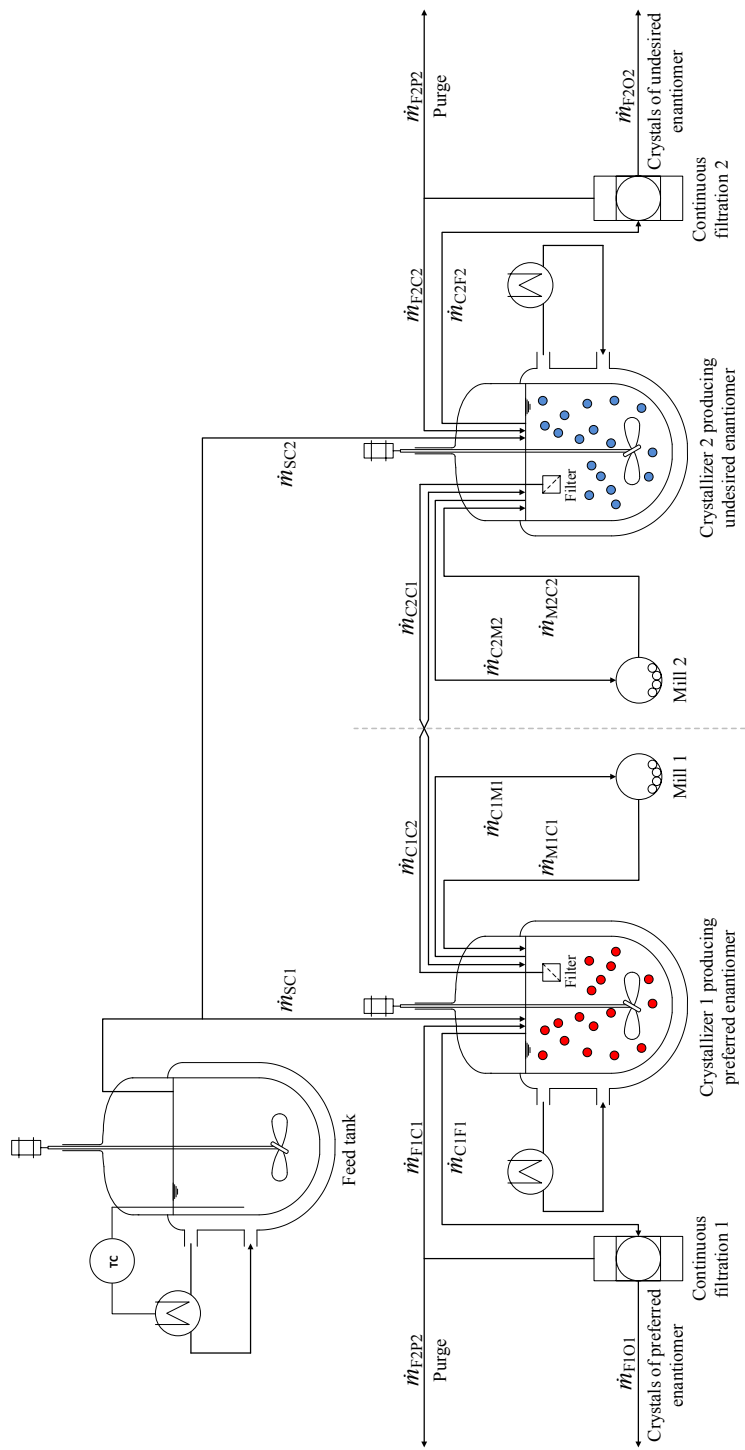 TC
Feed tank
ṁSC1
ṁSC2
ṁF2P2
Purge
ṁF1C1
ṁC1F1
ṁC1C2
ṁC2C1
ṁF2C2
ṁC2F2
ṁF2P2
Purge
ṁC1M1
ṁM1C1
ṁC2M2
ṁM2C2
Filter
Filter
ṁF1O1
Crystals of preferred
enantiomer
Continuous
filtration 1
Crystallizer 1 producing
preferred enantiomer
Mill 1
Mill 2
Crystallizer 2 producing
undesired enantiomer
Continuous
filtration 2
ṁF2O2
Crystals of undesired
enantiomer